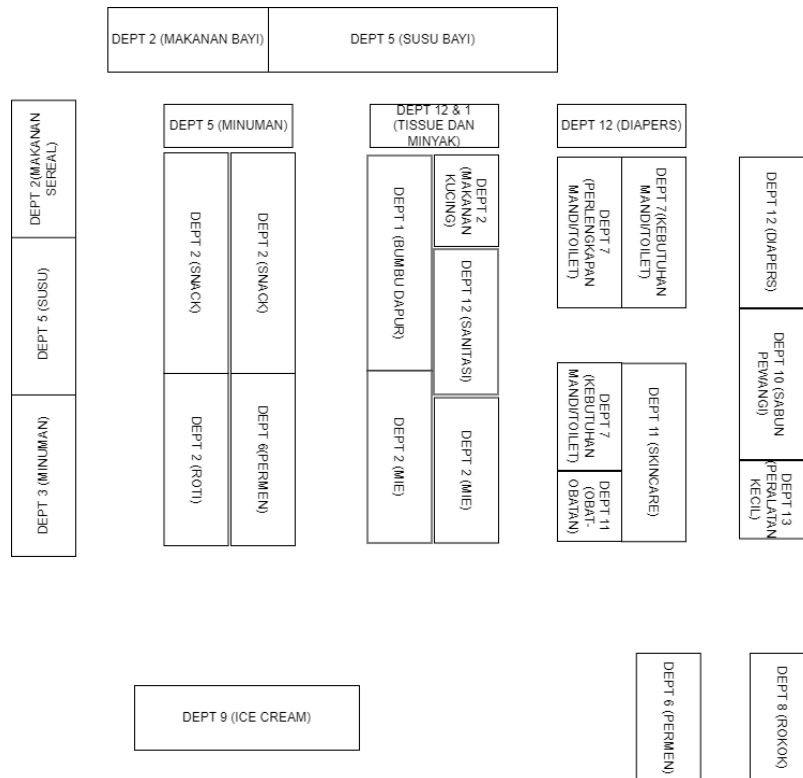 DEPT 2 (MAKANAN BAYI)
DEPT 5 (SUSU BAYI)
DEPT 2(MAKANAN
SEREAL)
DEPT 5 (SUSU)
DEPT 3 (MINUMAN)
DEPT 5 (MINUMAN)
DEPT 2 (SNACK)
DEPT 2 (SNACK)
DEPT 2 (ROTI)
DEPT 6(PERMEN)
DEPT 12 & 1
(TISSUE DAN
MINYAK)
DEPT 1 (BUMBU DAPUR)
DEPT 2
(MAKANAN
KUCING)
DEPT 12 (SANITASI)
DEPT 2 (MIE)
DEPT 2 (MIE)
DEPT 12 (DIAPERS)
DEPT 7
(PERLENGKAPAN
MANDI/TOILET)
DEPT 7(KEBUTUHAN
MANDI/TOILET)
DEPT 7
(KEBUTUHAN
MANDI/TOILET)
DEPT 11
(OBAT-
OBATAN)
DEPT 11 (SKINCARE)
DEPT 12 (DIAPERS)
DEPT 10 (SABUN
PEWANGI)
DEPT 13
(PERALATAN
KECIL)
DEPT 9 (ICE CREAM)
DEPT 6 (PERMEN)
DEPT 8 (ROKOK)